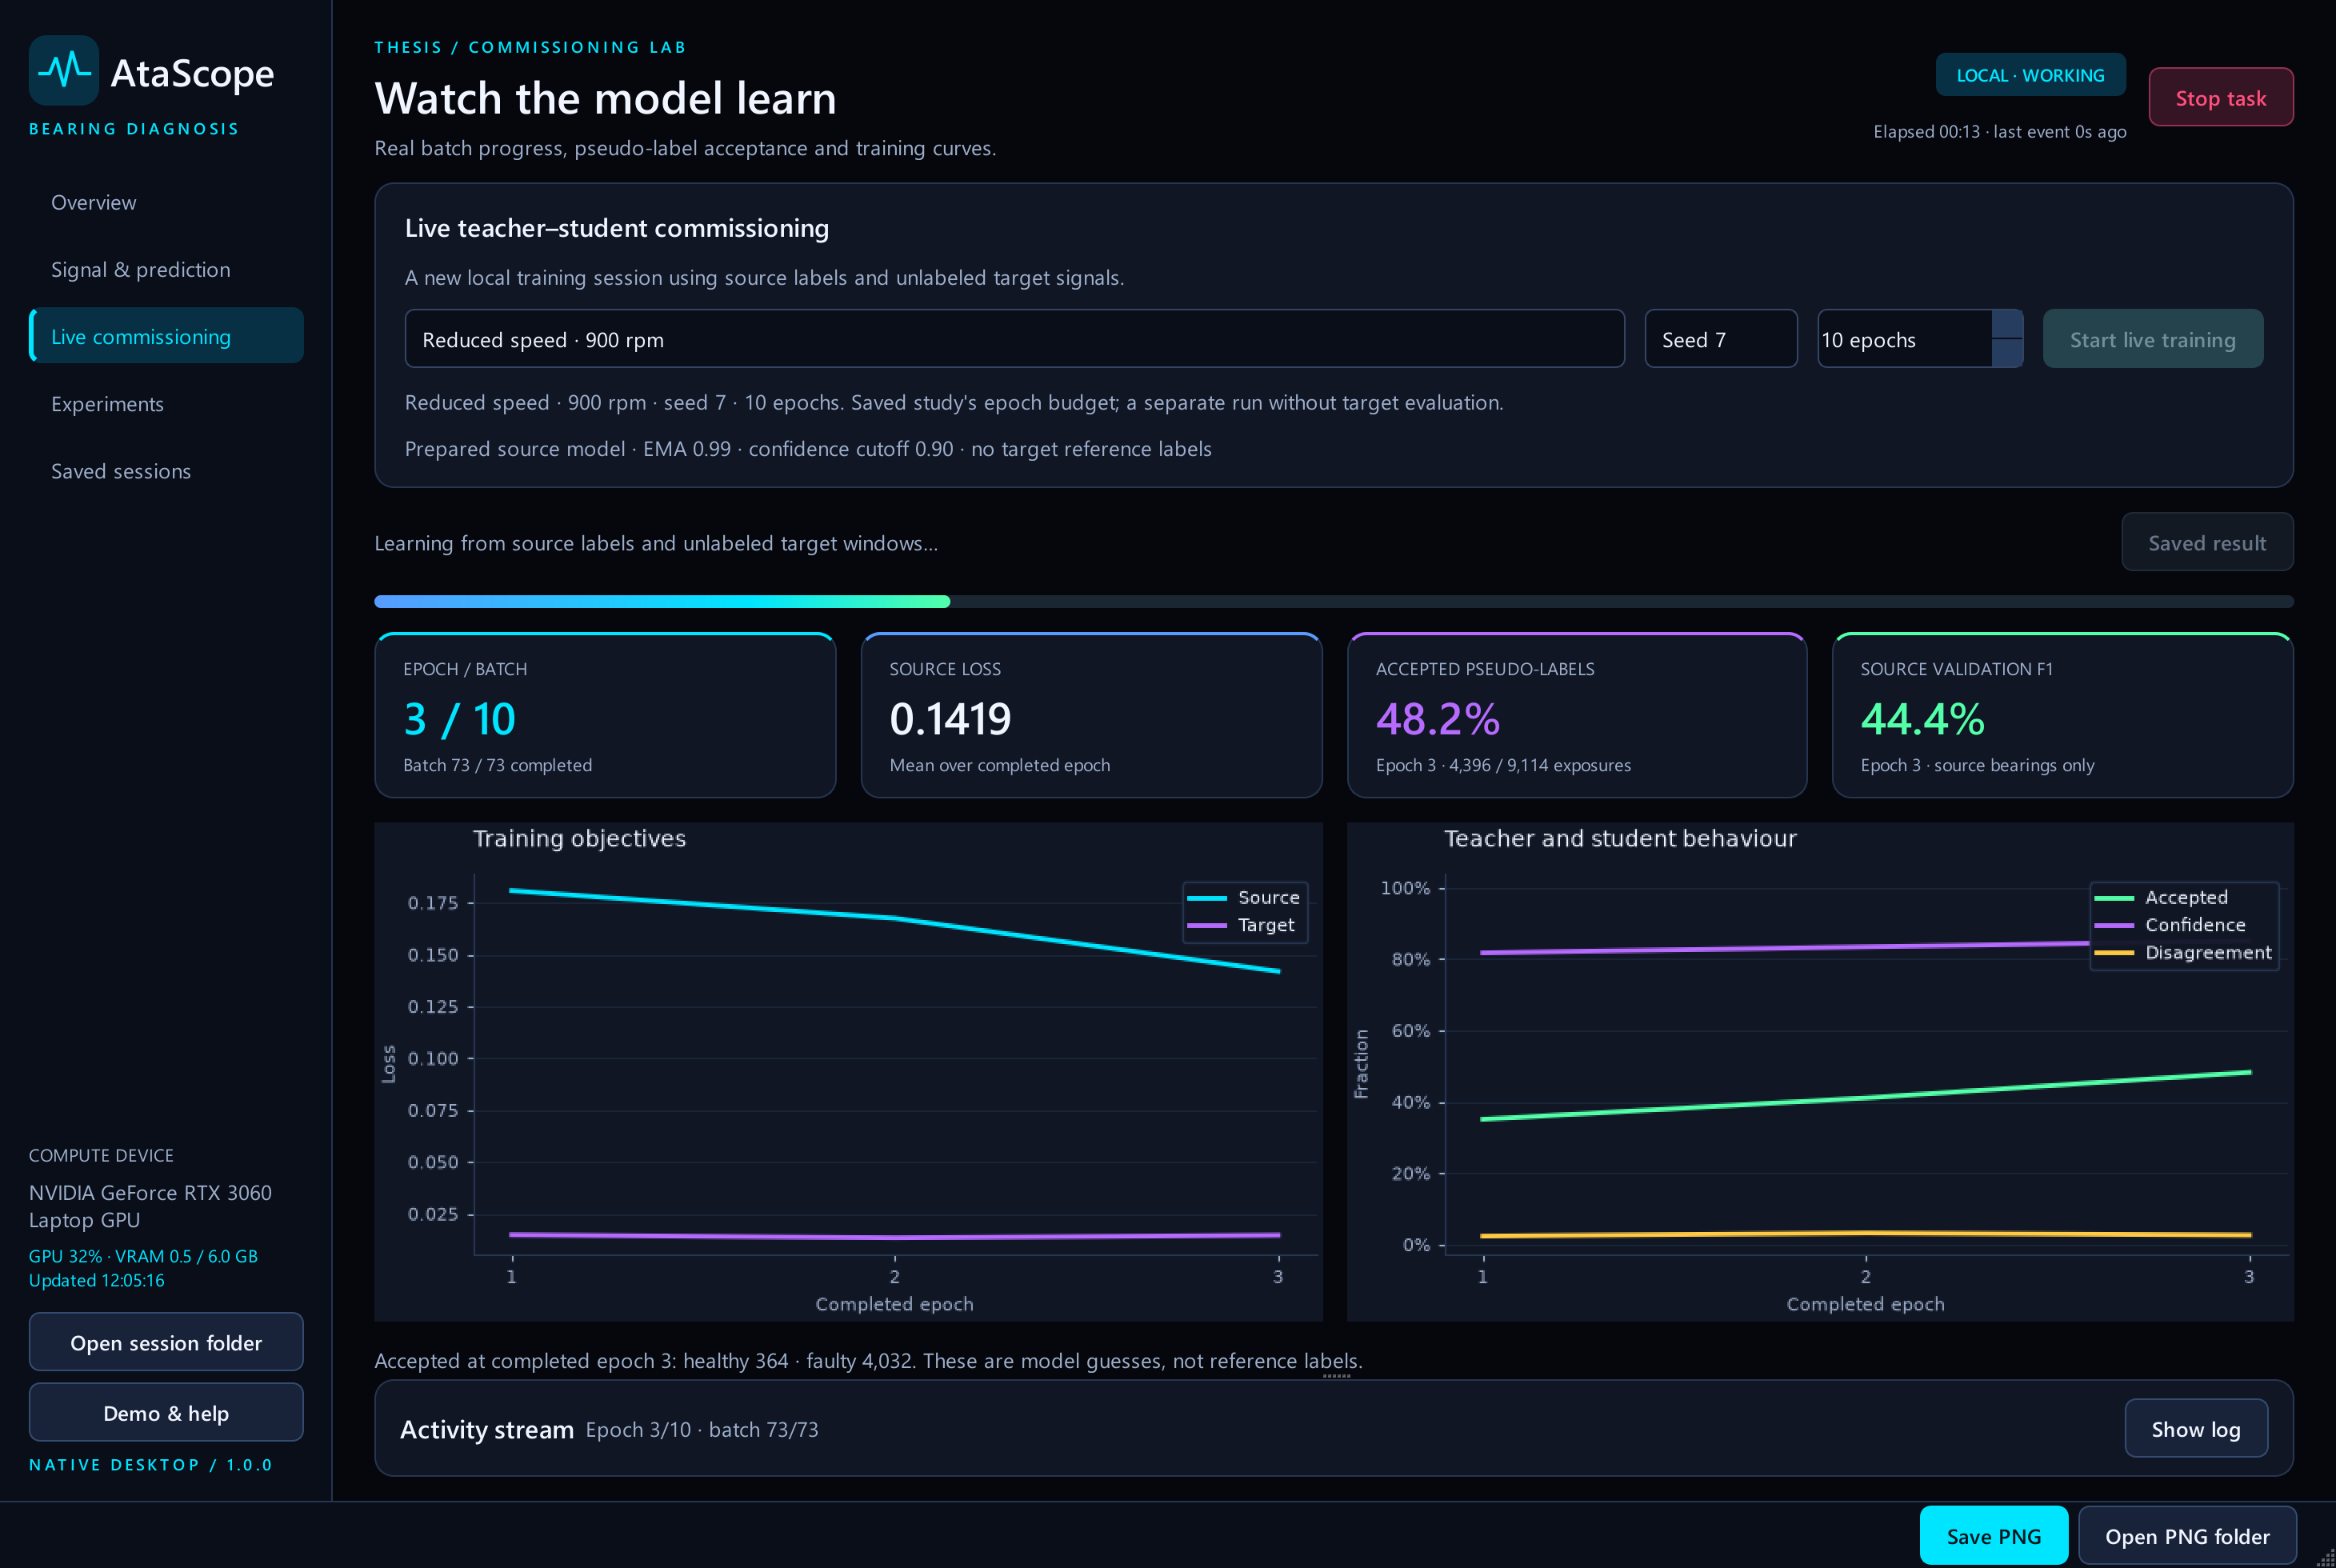 AtaScope
BEARING DIAGNOSIS
Overview
Signal & prediction
Live commissioning
Experiments
Saved sessions
COMPUTE DEVICE
NVIDIA GeForce RTX 3060
Laptop GPU
GPU 32% · VRAM 0.5 / 6.0 GB
Updated 12:05:16
Open session folder
Demo & help
NATIVE DESKTOP / 1.0.0
THESIS / COMMISSIONING LAB
Watch the model learn
Real batch progress, pseudo-label acceptance and training curves.
LOCAL · WORKING
Elapsed 00:13 · last event 0s ago
Stop task
Live teacher–student commissioning
A new local training session using source labels and unlabeled target signals.
Reduced speed · 900 rpm
Seed 7
10 epochs
Start live training
Reduced speed · 900 rpm · seed 7 · 10 epochs. Saved study's epoch budget; a separate run without target evaluation.
Prepared source model · EMA 0.99 · confidence cutoff 0.90 · no target reference labels
Learning from source labels and unlabeled target windows...
Saved result
EPOCH / BATCH
3 / 10
Batch 73 / 73 completed
SOURCE LOSS
0.1419
Mean over completed epoch
ACCEPTED PSEUDO-LABELS
48.2%
Epoch 3 · 4,396 / 9,114 exposures
SOURCE VALIDATION F1
44.4%
Epoch 3 · source bearings only
Training objectives
Source
Target
0.175
0.150
0.125
0.100
0.075
0.050
0.025
Loss
1
2
3
Completed epoch
Teacher and student behaviour
Accepted
Confidence
Disagreement
100%
80%
60%
40%
20%
0%
Fraction
1
2
3
Completed epoch
Accepted at completed epoch 3: healthy 364 · faulty 4,032. These are model guesses, not reference labels.
Activity stream Epoch 3/10 · batch 73/73
Show log
Save PNG
Open PNG folder